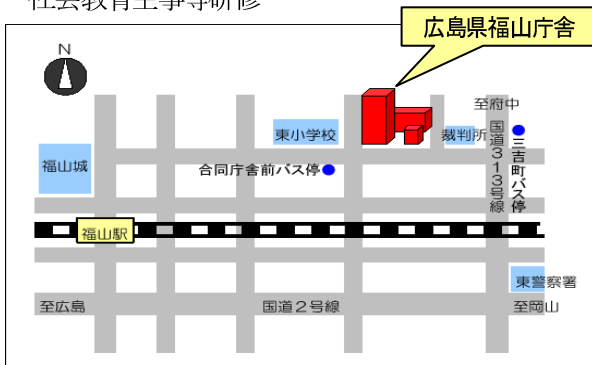 社会教育主事等研修
広島県福山庁舎
N
至府中
東小学校
裁判所
国道313号線
三吉町バス停
福山城
合同庁舎前バス停
福山駅
東警察署
至広島
国道2号線
至岡山